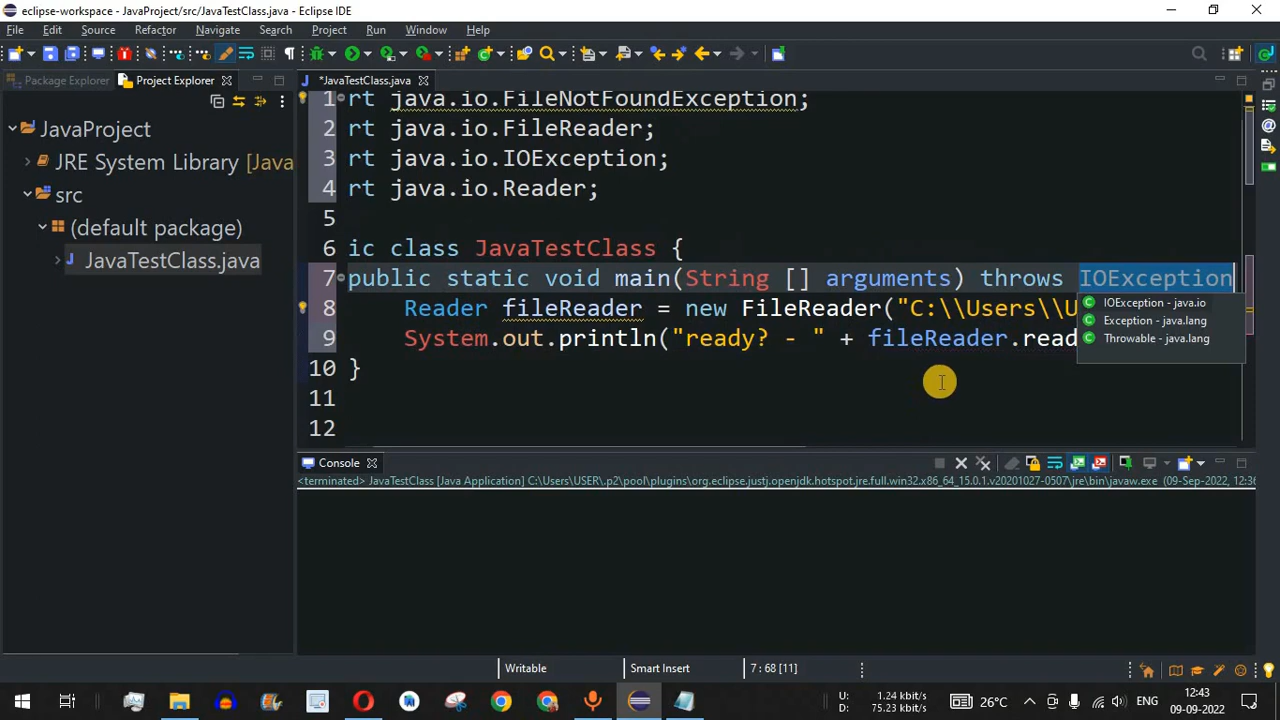 eclipse-workspace - JavaProject/src/JavaTestClass.java - Eclipse IDE
File Edit Source Refactor Navigate Search Project Run Window Help
Package Explorer Project Explorer
*JavaTestClass.java
JavaProject
JRE System Library [Java
src
(default package)
JavaTestClass.java
1 rt java.io.FileNotFoundException;
2 rt java.io.FileReader;
3 rt java.io.IOException;
4 rt java.io.Reader;
5
6 ic class JavaTestClass {
7 public static void main(String [] arguments) throws IOException
8 Reader fileReader = new FileReader("C:\\Users\\U
9 System.out.println("ready? - " + fileReader.read
10 }
11
12
IOException - java.io
Exception - java.lang
Throwable - java.lang
Console
<terminated> JavaTestClass [Java Application] C:\Users\USER\.p2\pool\plugins\org.eclipse.justj.openjdk.hotspot.jre.full.win32.x86_64_15.0.1.v20201027-0507\jre\bin\javaw.exe (09-Sep-2022, 12:36
Writable Smart Insert 7 : 68 [11]
U: 1.24 kbit/s
D: 75.23 kbit/s
26°C
ENG
12:43
09-09-2022